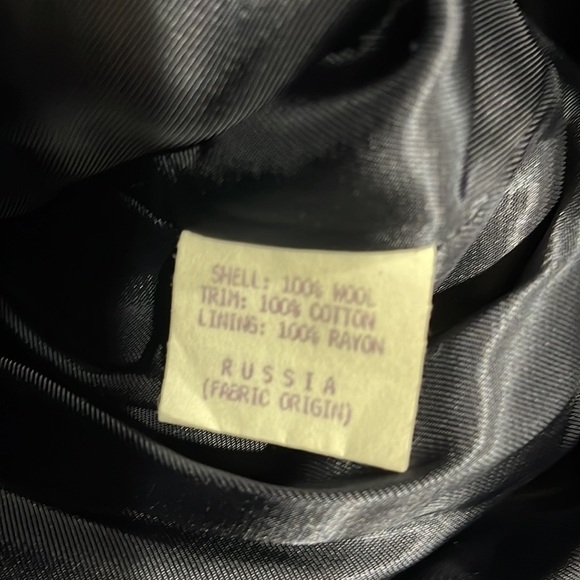 SHELL: 100% WOOL
TRIM: 100% COTTON
LINING: 100% RAYON
RUSSIA
(FABRIC ORIGIN)